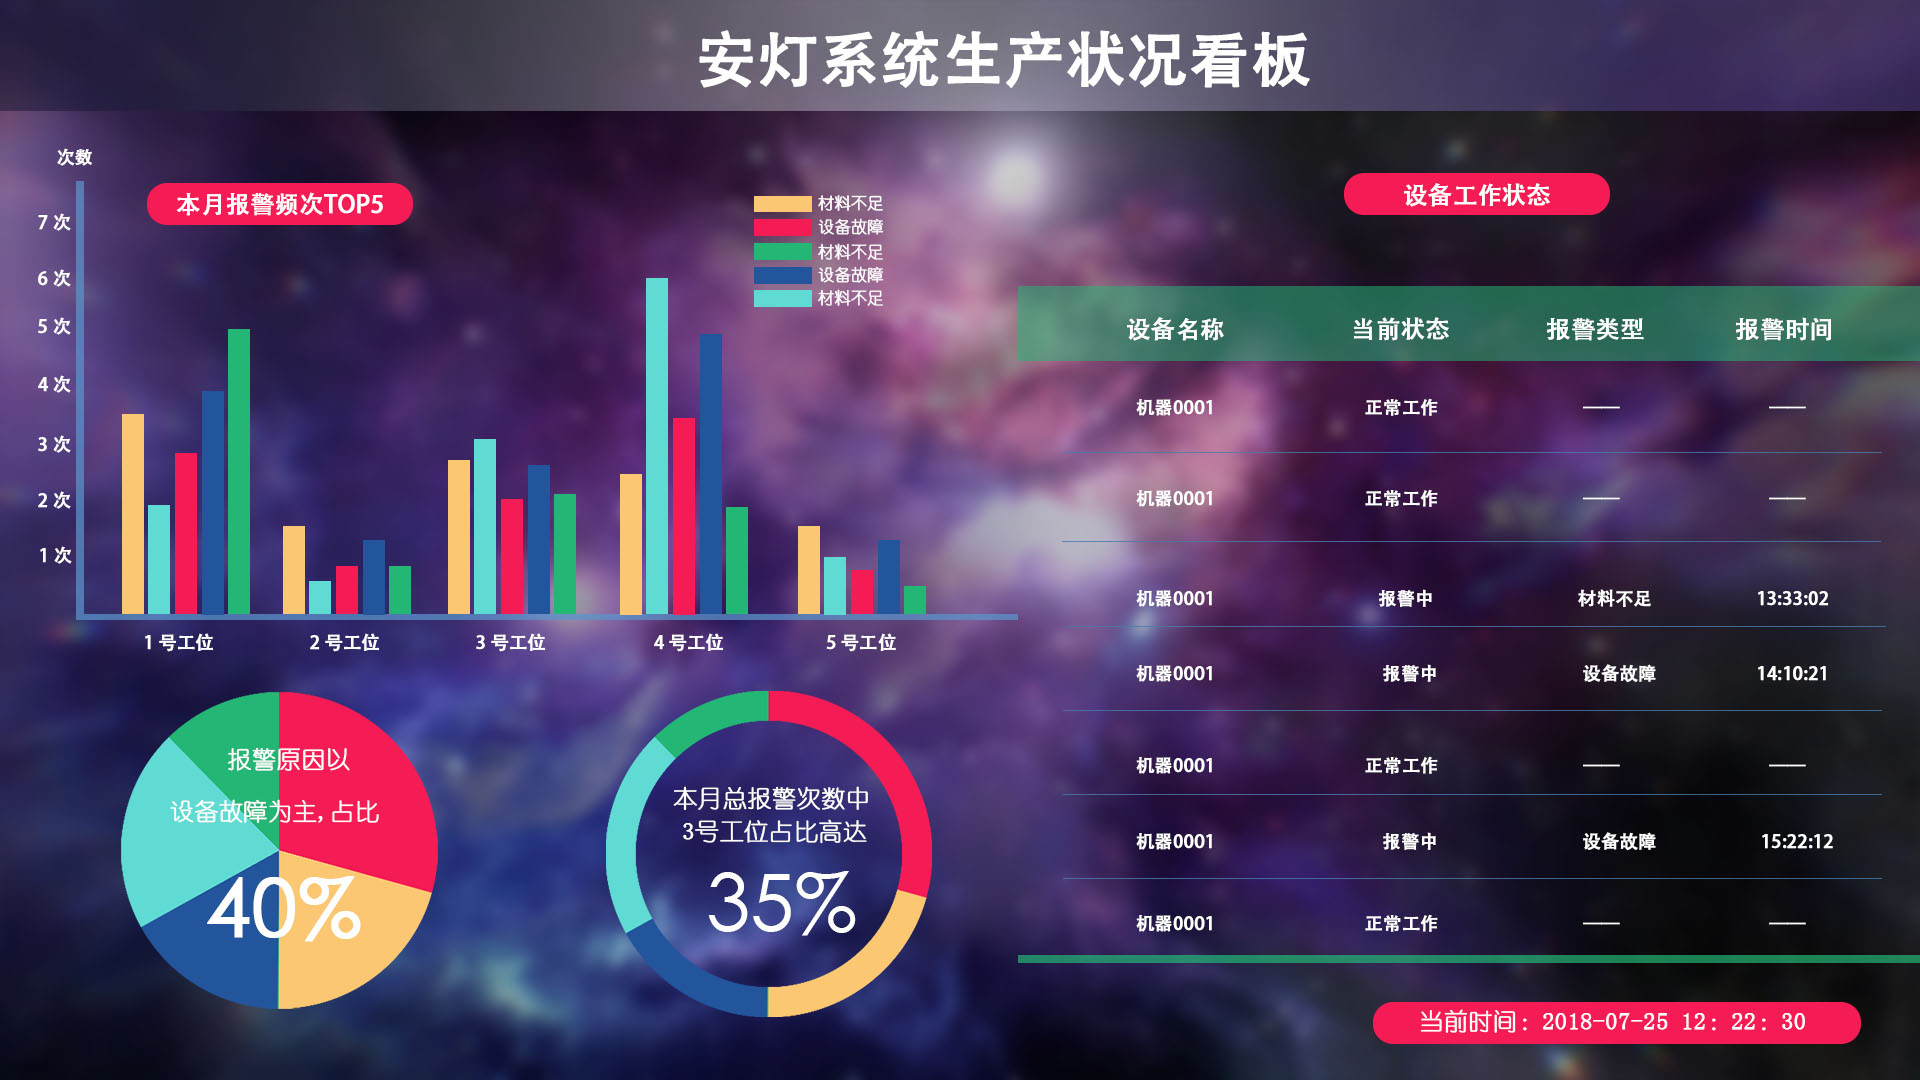 安灯系统生产状况看板
次数
本月报警频次TOP5
7 次
6 次
5 次
4 次
3 次
2 次
1 次
材料不足
设备故障
材料不足
设备故障
材料不足
1 号工位 2 号工位 3 号工位 4 号工位 5 号工位
报警原因以
设备故障为主, 占比
40%
本月总报警次数中
3号工位占比高达
35%
设备工作状态
设备名称 当前状态 报警类型 报警时间
机器0001 正常工作 —— ——
机器0001 正常工作 —— ——
机器0001 报警中 材料不足 13:33:02
机器0001 报警中 设备故障 14:10:21
机器0001 正常工作 —— ——
机器0001 报警中 设备故障 15:22:12
机器0001 正常工作 —— ——
当前时间：2018-07-25 12：22：30